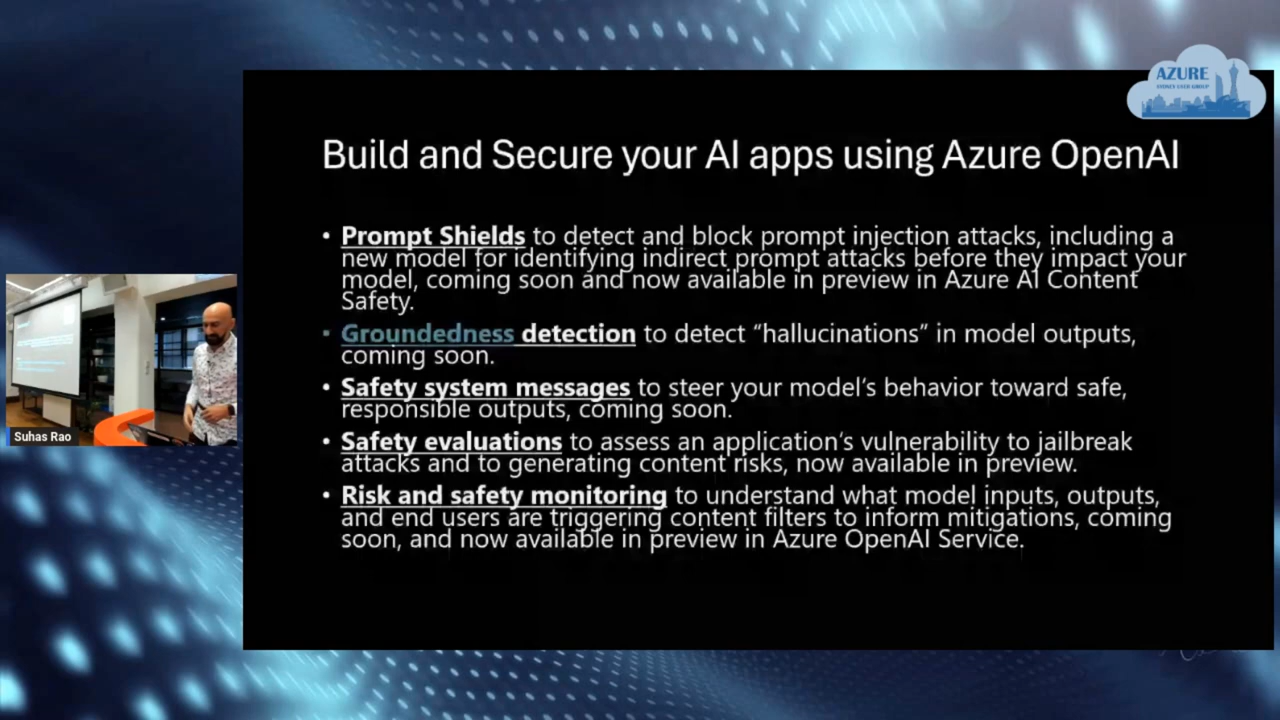 AZURE
SYDNEY USER GROUP
Build and Secure your AI apps using Azure OpenAI
• Prompt Shields to detect and block prompt injection attacks, including a
new model for identifying indirect prompt attacks before they impact your
model, coming soon and now available in preview in Azure AI Content
Safety.
• Groundedness detection to detect “hallucinations” in model outputs,
coming soon.
• Safety system messages to steer your model’s behavior toward safe,
responsible outputs, coming soon.
• Safety evaluations to assess an application’s vulnerability to jailbreak
attacks and to generating content risks, now available in preview.
• Risk and safety monitoring to understand what model inputs, outputs,
and end users are triggering content filters to inform mitigations, coming
soon, and now available in preview in Azure OpenAI Service.
Suhas Rao